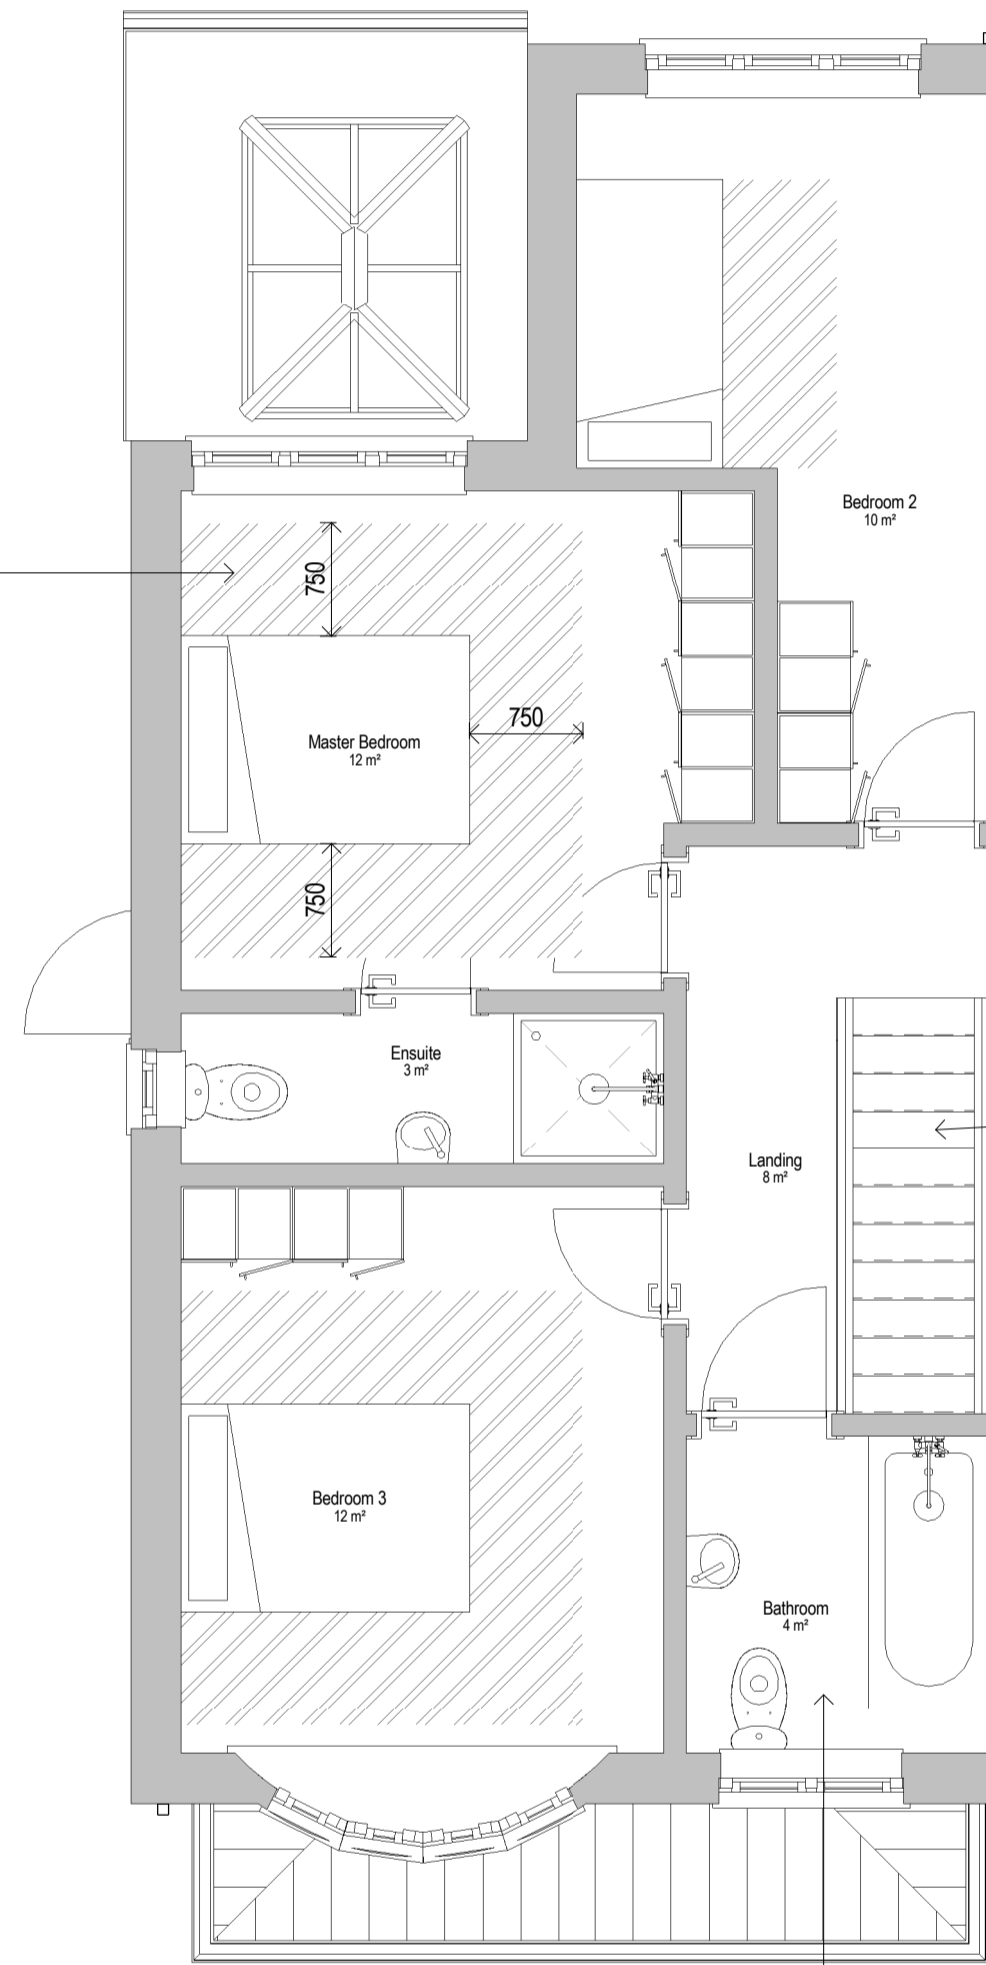 Bedroom 2
10 m²
750
750
Master Bedroom
12 m²
750
Ensuite
3 m²
Landing
8 m²
Bedroom 3
12 m²
Bathroom
4 m²